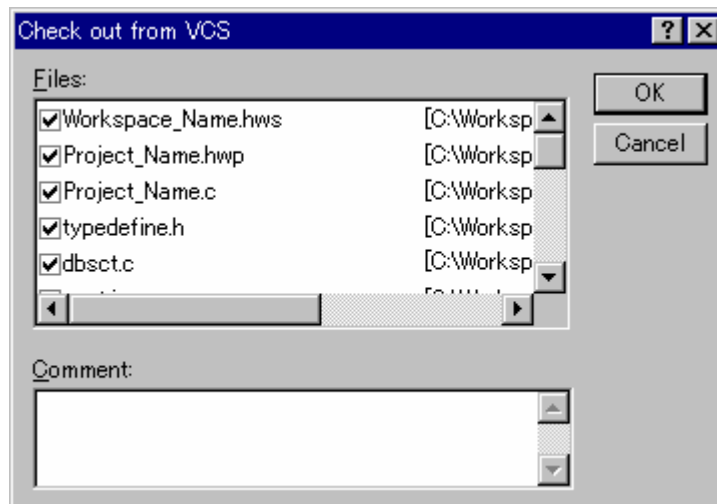 Check out from VCS
Files:
Workspace_Name.hws [C:\Worksp
Project_Name.hwp [C:\Worksp
Project_Name.c [C:\Worksp
typedefine.h [C:\Worksp
dbsct.c [C:\Worksp
OK
Cancel
Comment: